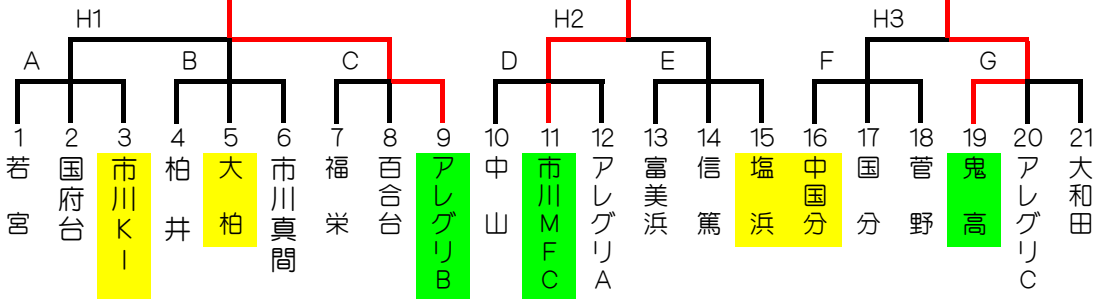 H1 H2 H3
A B C D E F G
1 2 3 4 5 6 7 8 9 10 11 12 13 14 15 16 17 18 19 20 21
若宮
国府台
市川KI
柏井
大柏
市川真間
福栄
百合台
アレグリB
中山
市川MFC
アレグリA
富美浜
信篤
塩浜
中国分
国分
菅野
鬼高
アレグリC
大和田